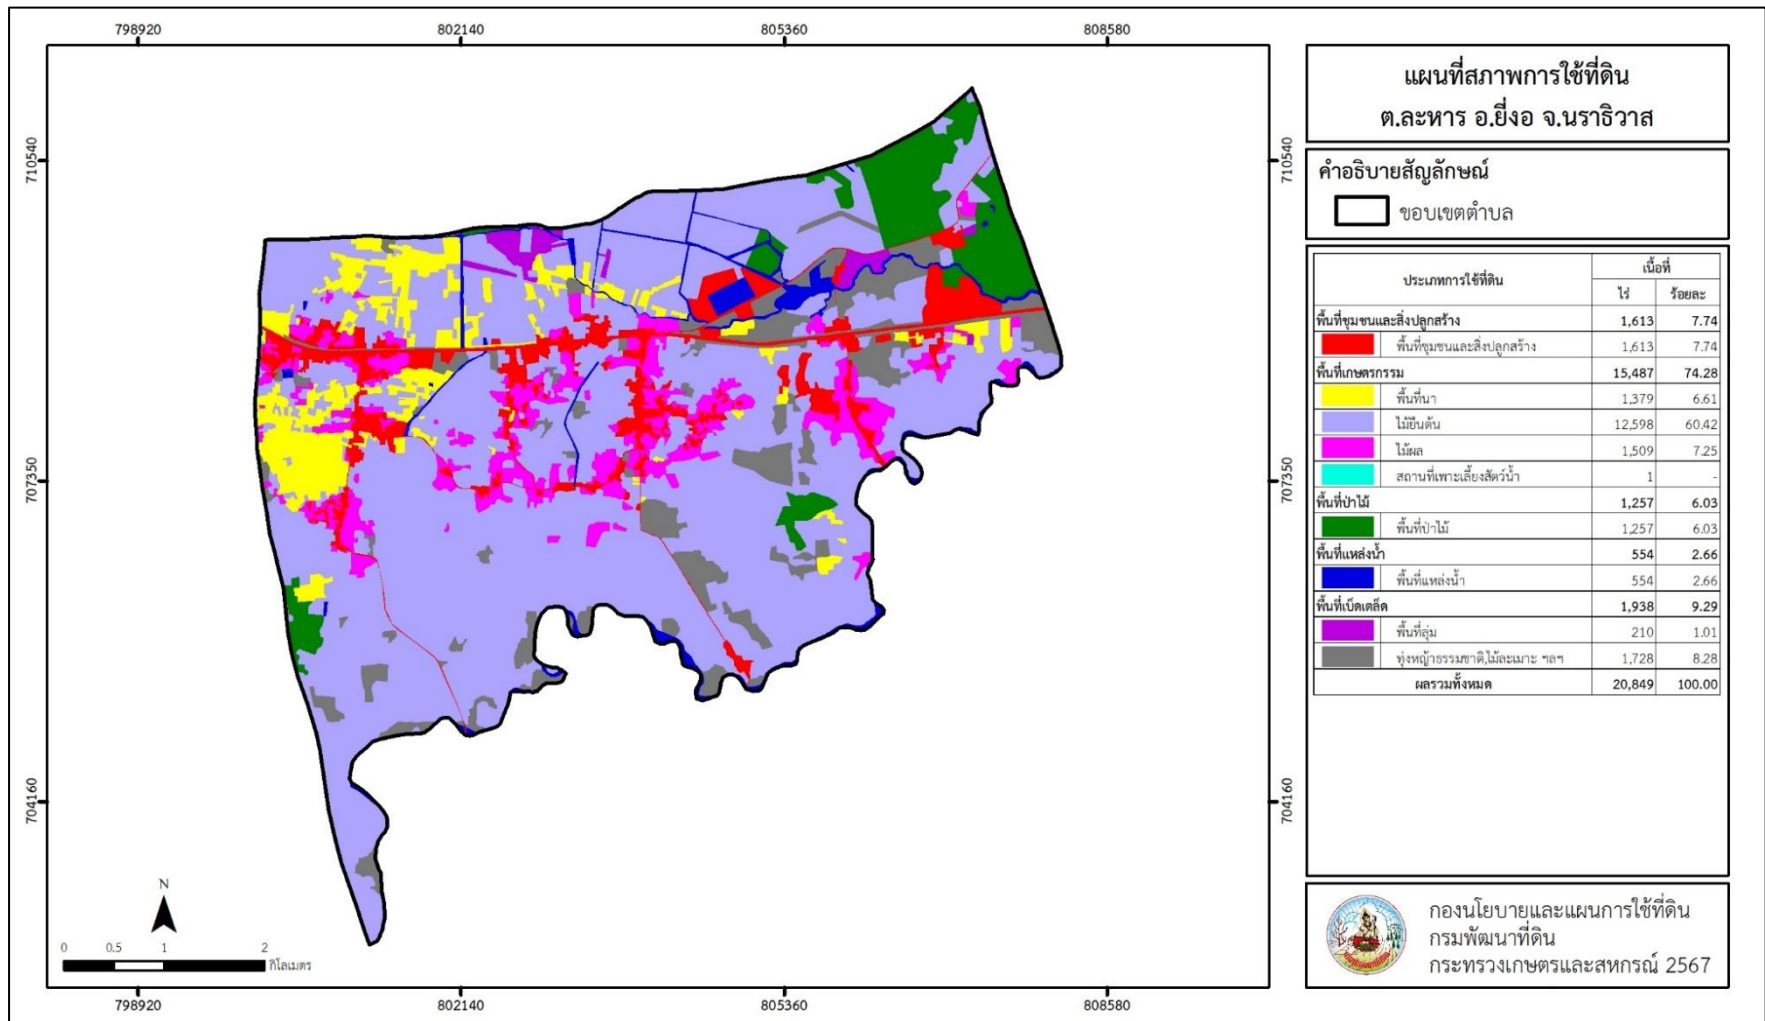 798920 802140 805360 808580
710540 710540
707350 707350
704160 704160
798920 802140 805360 808580
N
0 0.5 1 2
กิโลเมตร
แผนที่สภาพการใช้ที่ดิน
ต.ละหาร อ.ยี่งอ จ.นราธิวาส
คำอธิบายสัญลักษณ์
ขอบเขตตำบล
ประเภทการใช้ที่ดิน เนื้อที่
ไร่ ร้อยละ
พื้นที่ชุมชนและสิ่งปลูกสร้าง 1,613 7.74
พื้นที่ชุมชนและสิ่งปลูกสร้าง 1,613 7.74
พื้นที่เกษตรกรรม 15,487 74.28
พื้นที่นา 1,379 6.61
ไม้ยืนต้น 12,598 60.42
ไม้ผล 1,509 7.25
สถานที่เพาะเลี้ยงสัตว์น้ำ 1 -
พื้นที่ป่าไม้ 1,257 6.03
พื้นที่ป่าไม้ 1,257 6.03
พื้นที่แหล่งน้ำ 554 2.66
พื้นที่แหล่งน้ำ 554 2.66
พื้นที่เบ็ดเตล็ด 1,938 9.29
พื้นที่ลุ่ม 210 1.01
ทุ่งหญ้าธรรมชาติ,ไม้ละเมาะ ฯลฯ 1,728 8.28
ผลรวมทั้งหมด 20,849 100.00
กองนโยบายและแผนการใช้ที่ดิน
กรมพัฒนาที่ดิน
กระทรวงเกษตรและสหกรณ์ 2567